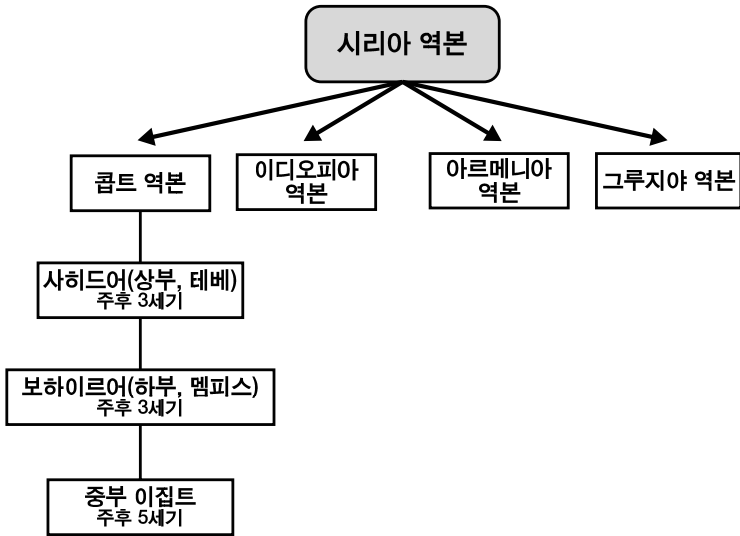 시리아 역본
콥트 역본
이디오피아
역본
아르메니아
역본
그루지야 역본
사히드어(상부, 테베)
주후 3세기
보하이르어(하부, 멤피스)
주후 3세기
중부 이집트
주후 5세기